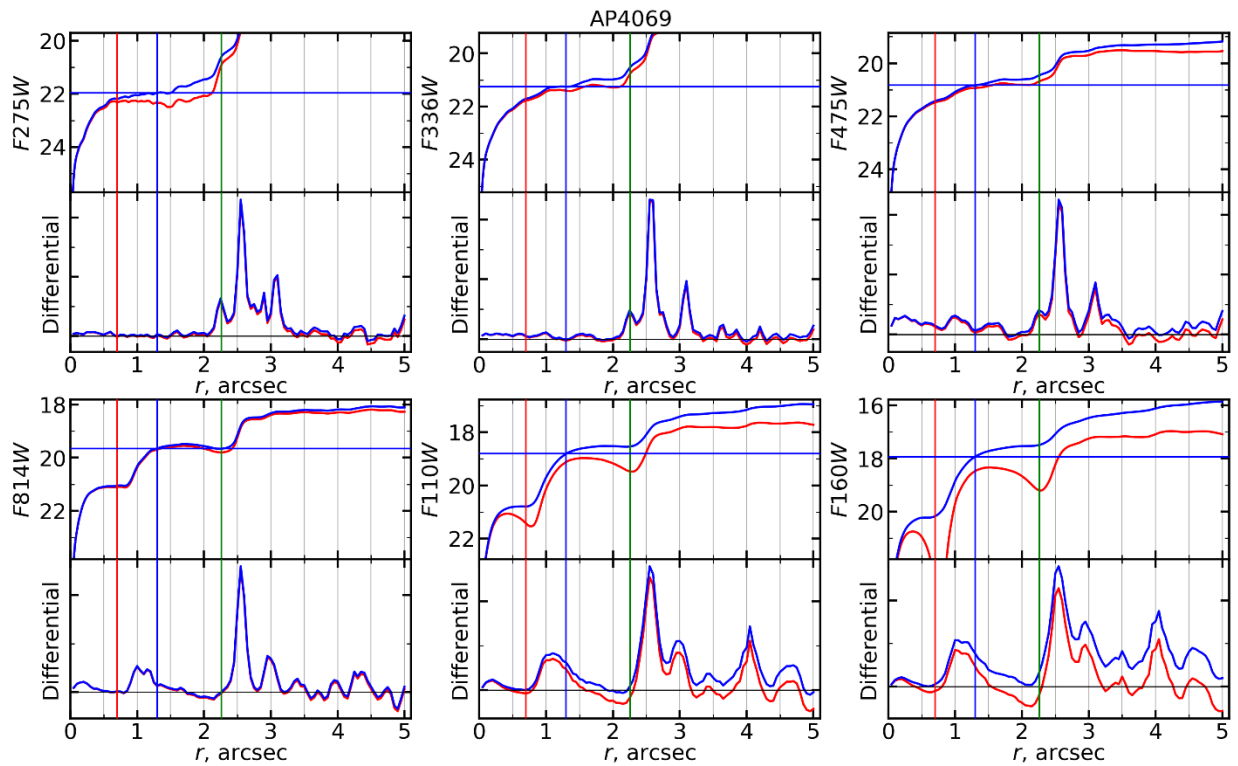 AP4069
20
22
24
F275W
Differential
0 1 2 3 4 5
r, arcsec
20
22
24
F336W
Differential
0 1 2 3 4 5
r, arcsec
20
22
24
F475W
Differential
0 1 2 3 4 5
r, arcsec
18
20
22
F814W
Differential
0 1 2 3 4 5
r, arcsec
18
20
22
F110W
Differential
0 1 2 3 4 5
r, arcsec
16
18
20
F160W
Differential
0 1 2 3 4 5
r, arcsec